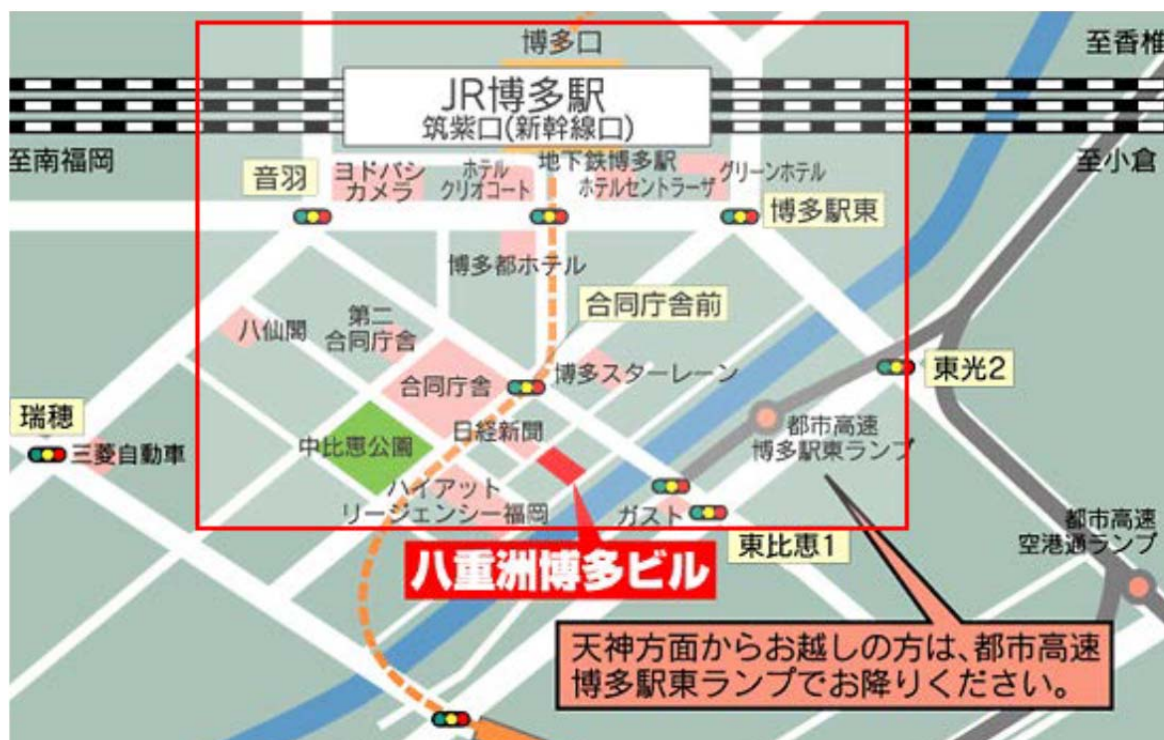 博多口
至香椎
JR博多駅
筑紫口(新幹線口)
至南福岡
至小倉
音羽
ヨドバシ
カメラ
ホテル
クリオコート
地下鉄博多駅
ホテルセントラーザ
グリーンホテル
博多駅東
博多都ホテル
合同庁舎前
八仙閣
第二
合同庁舎
合同庁舎
博多スターレーン
東光2
瑞穂
三菱自動車
中比恵公園
日経新聞
都市高速
博多駅東ランプ
ハイアット
リージェンシー福岡
ガスト
東比恵1
都市高速
空港通ランプ
八重洲博多ビル
天神方面からお越しの方は、都市高速
博多駅東ランプでお降りください。